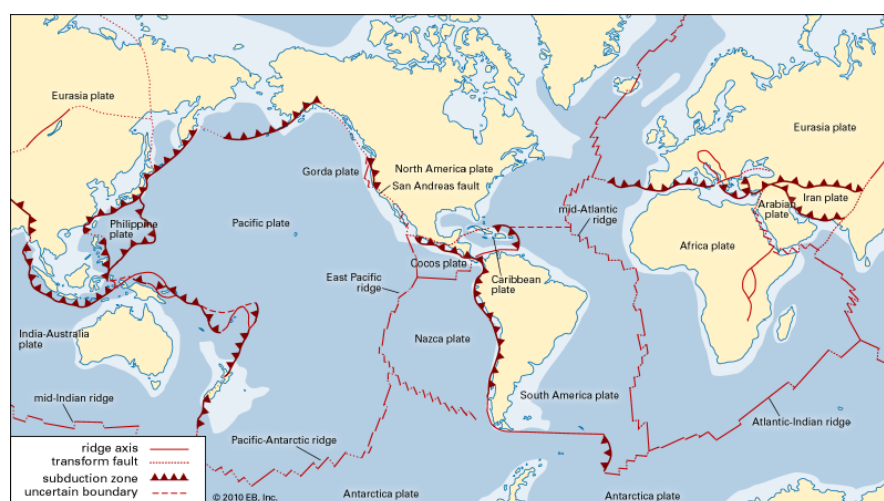 Eurasia plate
Gorda plate
North America plate
San Andreas fault
Eurasia plate
Philippine
plate
Pacific plate
mid-Atlantic
ridge
Arabian
plate
Iran plate
Africa plate
Cocos plate
Caribbean
plate
East Pacific
ridge
India-Australia
plate
Nazca plate
South America plate
mid-Indian ridge
Pacific-Antarctic ridge
Atlantic-Indian ridge
ridge axis
transform fault
subduction zone
uncertain boundary
© 2010 EB, Inc.
Antarctica plate
Antarctica plate